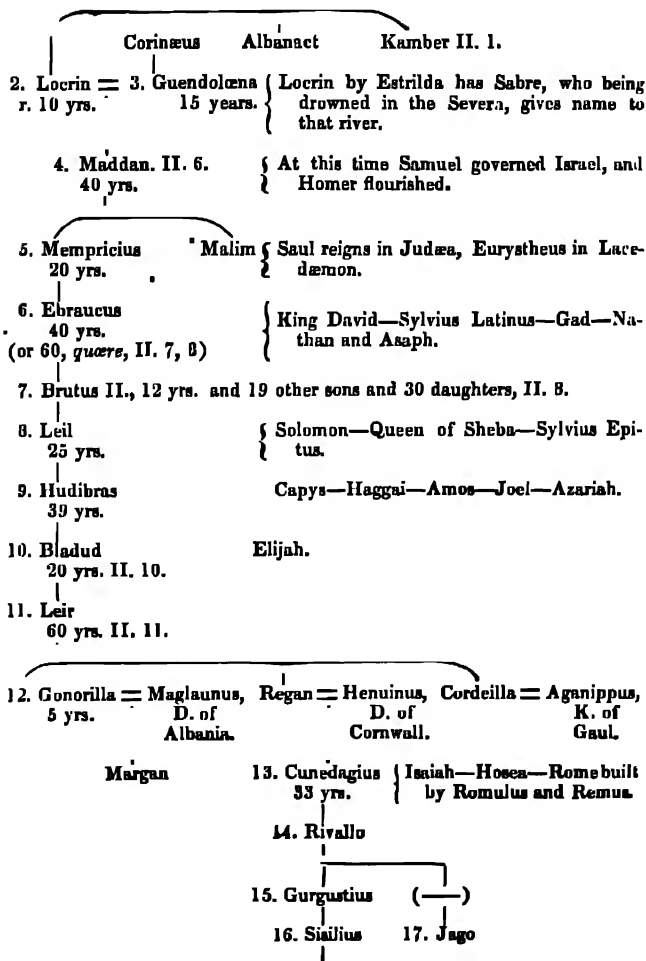 Corinæus Albanact Kamber II. 1.
2. Locrin = 3. Guendolœna { Locrin by Estrilda has Sabre, who being
r. 10 yrs. 15 years. drowned in the Severn, gives name to
that river.
4. Maddan. II. 6. { At this time Samuel governed Israel, and
40 yrs. Homer flourished.
5. Mempricius Malim { Saul reigns in Judæa, Eurystheus in Lace-
20 yrs. dæmon.
6. Ebraucus
40 yrs. { King David—Sylvius Latinus—Gad—Na-
(or 60, quære, II. 7, 8) than and Asaph.
7. Brutus II., 12 yrs. and 19 other sons and 30 daughters, II. 8.
8. Leil { Solomon—Queen of Sheba—Sylvius Epi-
25 yrs. tus.
9. Hudibras Capys—Haggai—Amos—Joel—Azariah.
39 yrs.
10. Bladud Elijah.
20 yrs. II. 10.
11. Leir
60 yrs. II. 11.
12. Gonorilla = Maglaunus, Regan = Henuinus, Cordeilla = Aganippus,
5 yrs. D. of D. of K. of
Albania. Cornwall. Gaul.
Margan 13. Cunedagius { Isaiah—Hosea—Rome built
33 yrs. by Romulus and Remus.
14. Rivallo
15. Gurgustius (——)
16. Sisilius 17. Jago